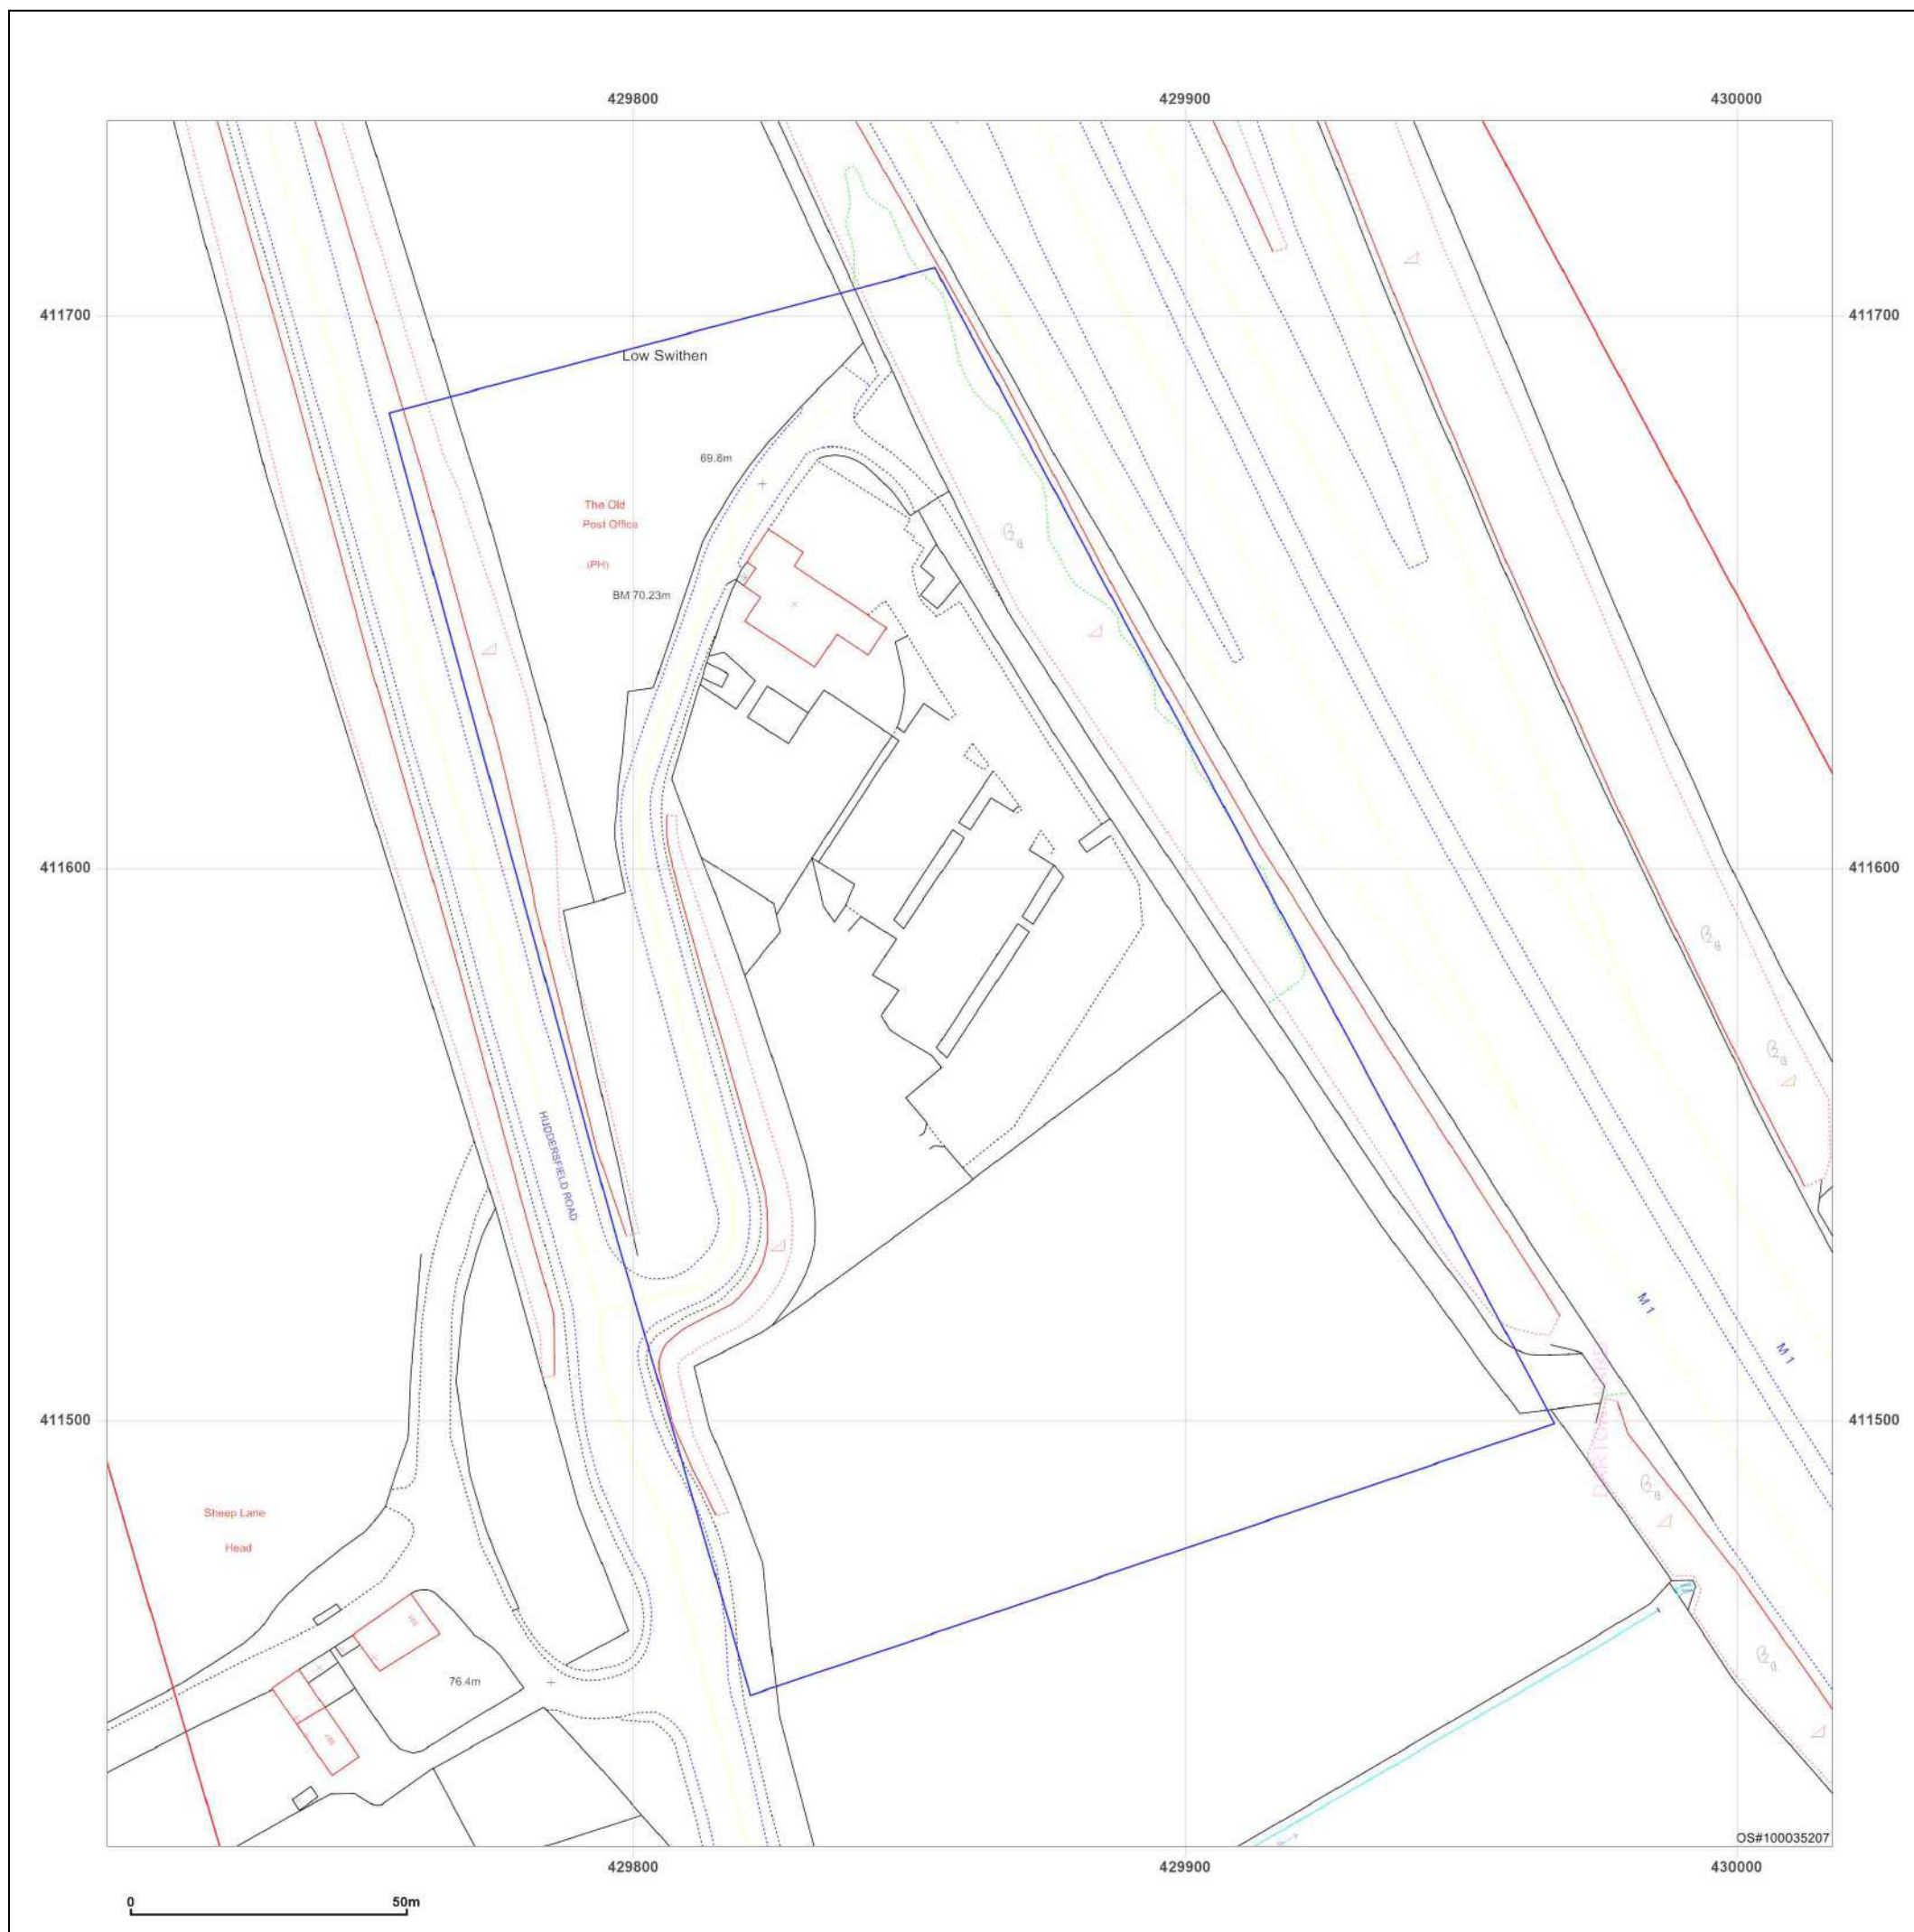 429800
429900
430000
411700
411700
Low Swithen
69.8m
The Old
Post Office
(PH)
BM 70.23m
411600
411600
HUDDERSFIELD ROAD
M 1
M 1
411500
411500
Sheep Lane
Head
76.4m
OS#100035207
429800
429900
430000
0
50m